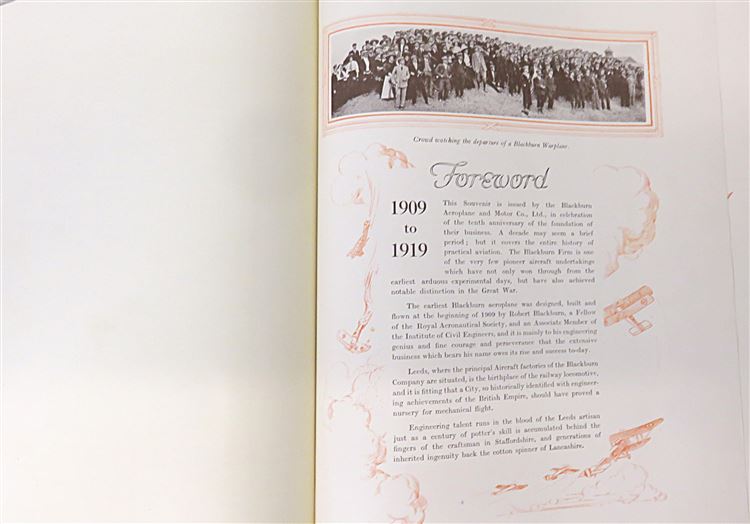 Crowd watching the departure of a Blackburn Warplane.
Foreword
1909
to
1919
This Souvenir is issued by the Blackburn
Aeroplane and Motor Co., Ltd., in celebration
of the tenth anniversary of the foundation of
their business. A decade may seem a brief
period; but it covers the entire history of
practical aviation. The Blackburn Firm is one
of the very few pioneer aircraft undertakings
which have not only won through from the
earliest arduous experimental days, but have also achieved
notable distinction in the Great War.
The earliest Blackburn aeroplane was designed, built and
flown at the beginning of 1909 by Robert Blackburn, a Fellow
of the Royal Aeronautical Society, and an Associate Member of
the Institute of Civil Engineers, and it is mainly to his engineering
genius and fine courage and perseverance that the extensive
business which bears his name owes its rise and success to-day.
Leeds, where the principal Aircraft factories of the Blackburn
Company are situated, is the birthplace of the railway locomotive,
and it is fitting that a City, so historically identified with engineer-
ing achievements of the British Empire, should have proved a
nursery for mechanical flight.
Engineering talent runs in the blood of the Leeds artisan
just as a century of potter's skill is accumulated behind the
fingers of the craftsman in Staffordshire, and generations of
inherited ingenuity back the cotton spinner of Lancashire.